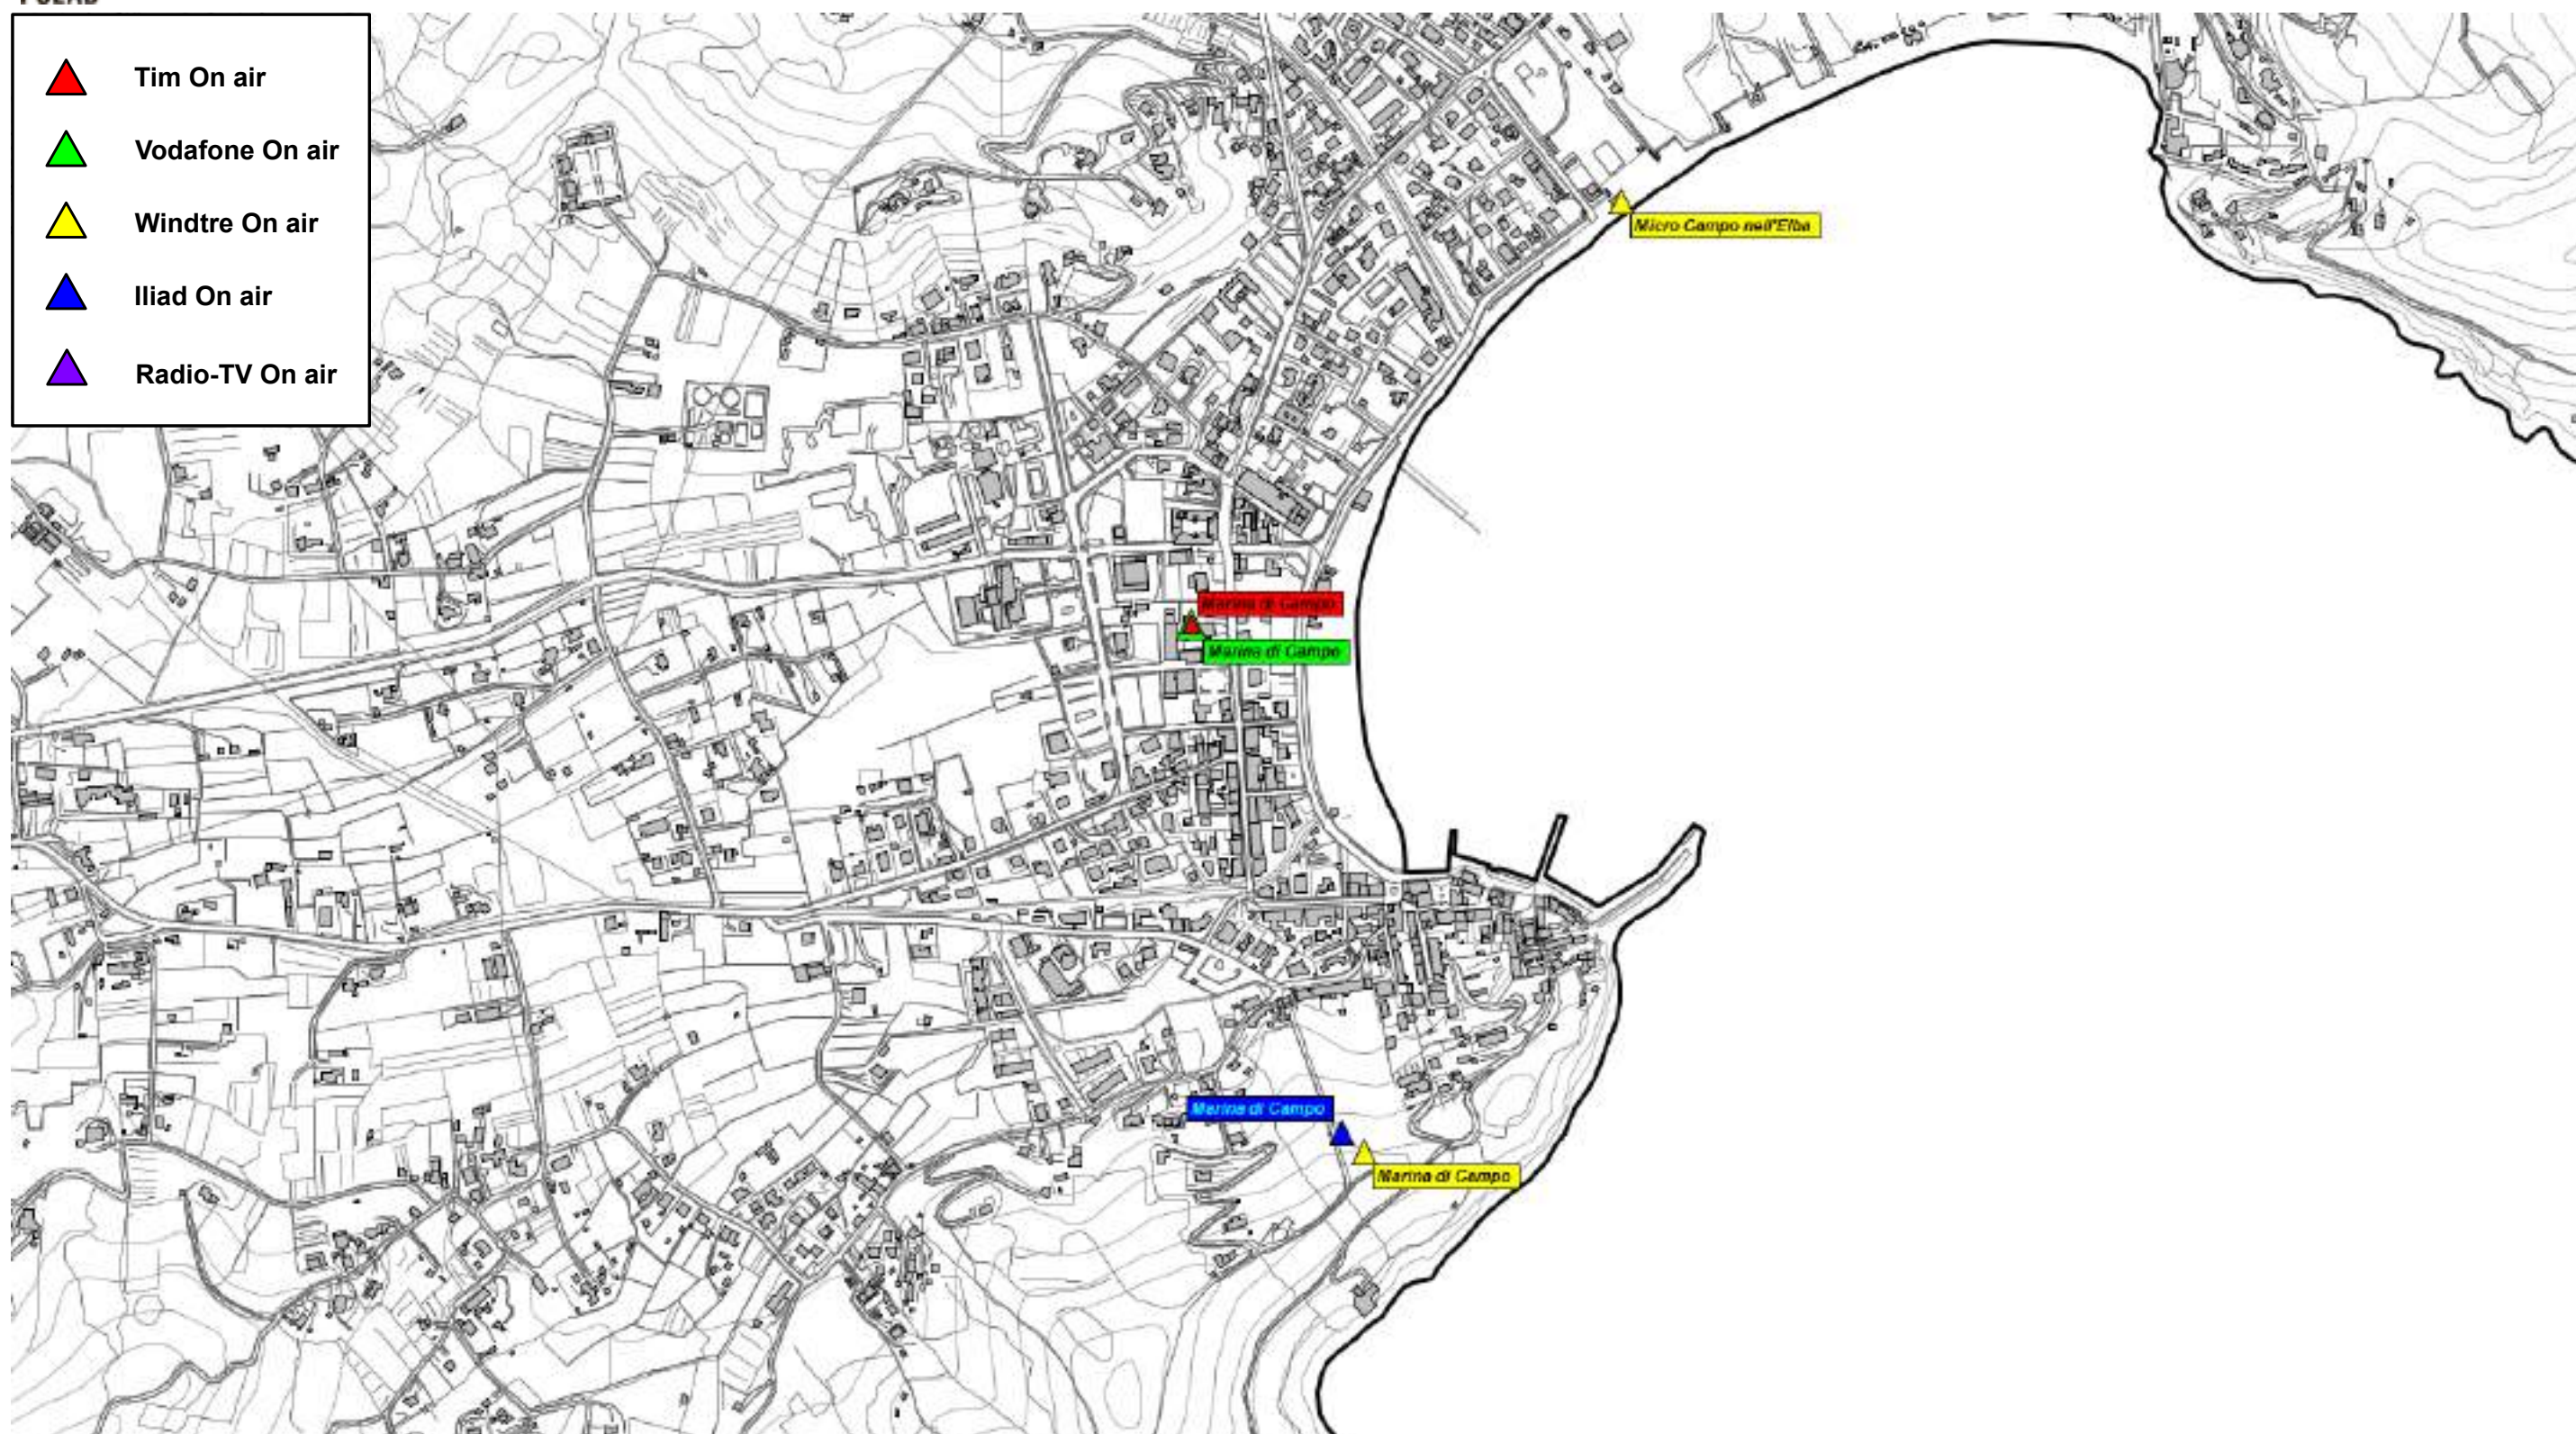 Tim On air
Vodafone On air
Windtre On air
Iliad On air
Radio-TV On air
Micro Campo nell'Elba
Marina di Campo
Marina di Campo
Marina di Campo
Marina di Campo